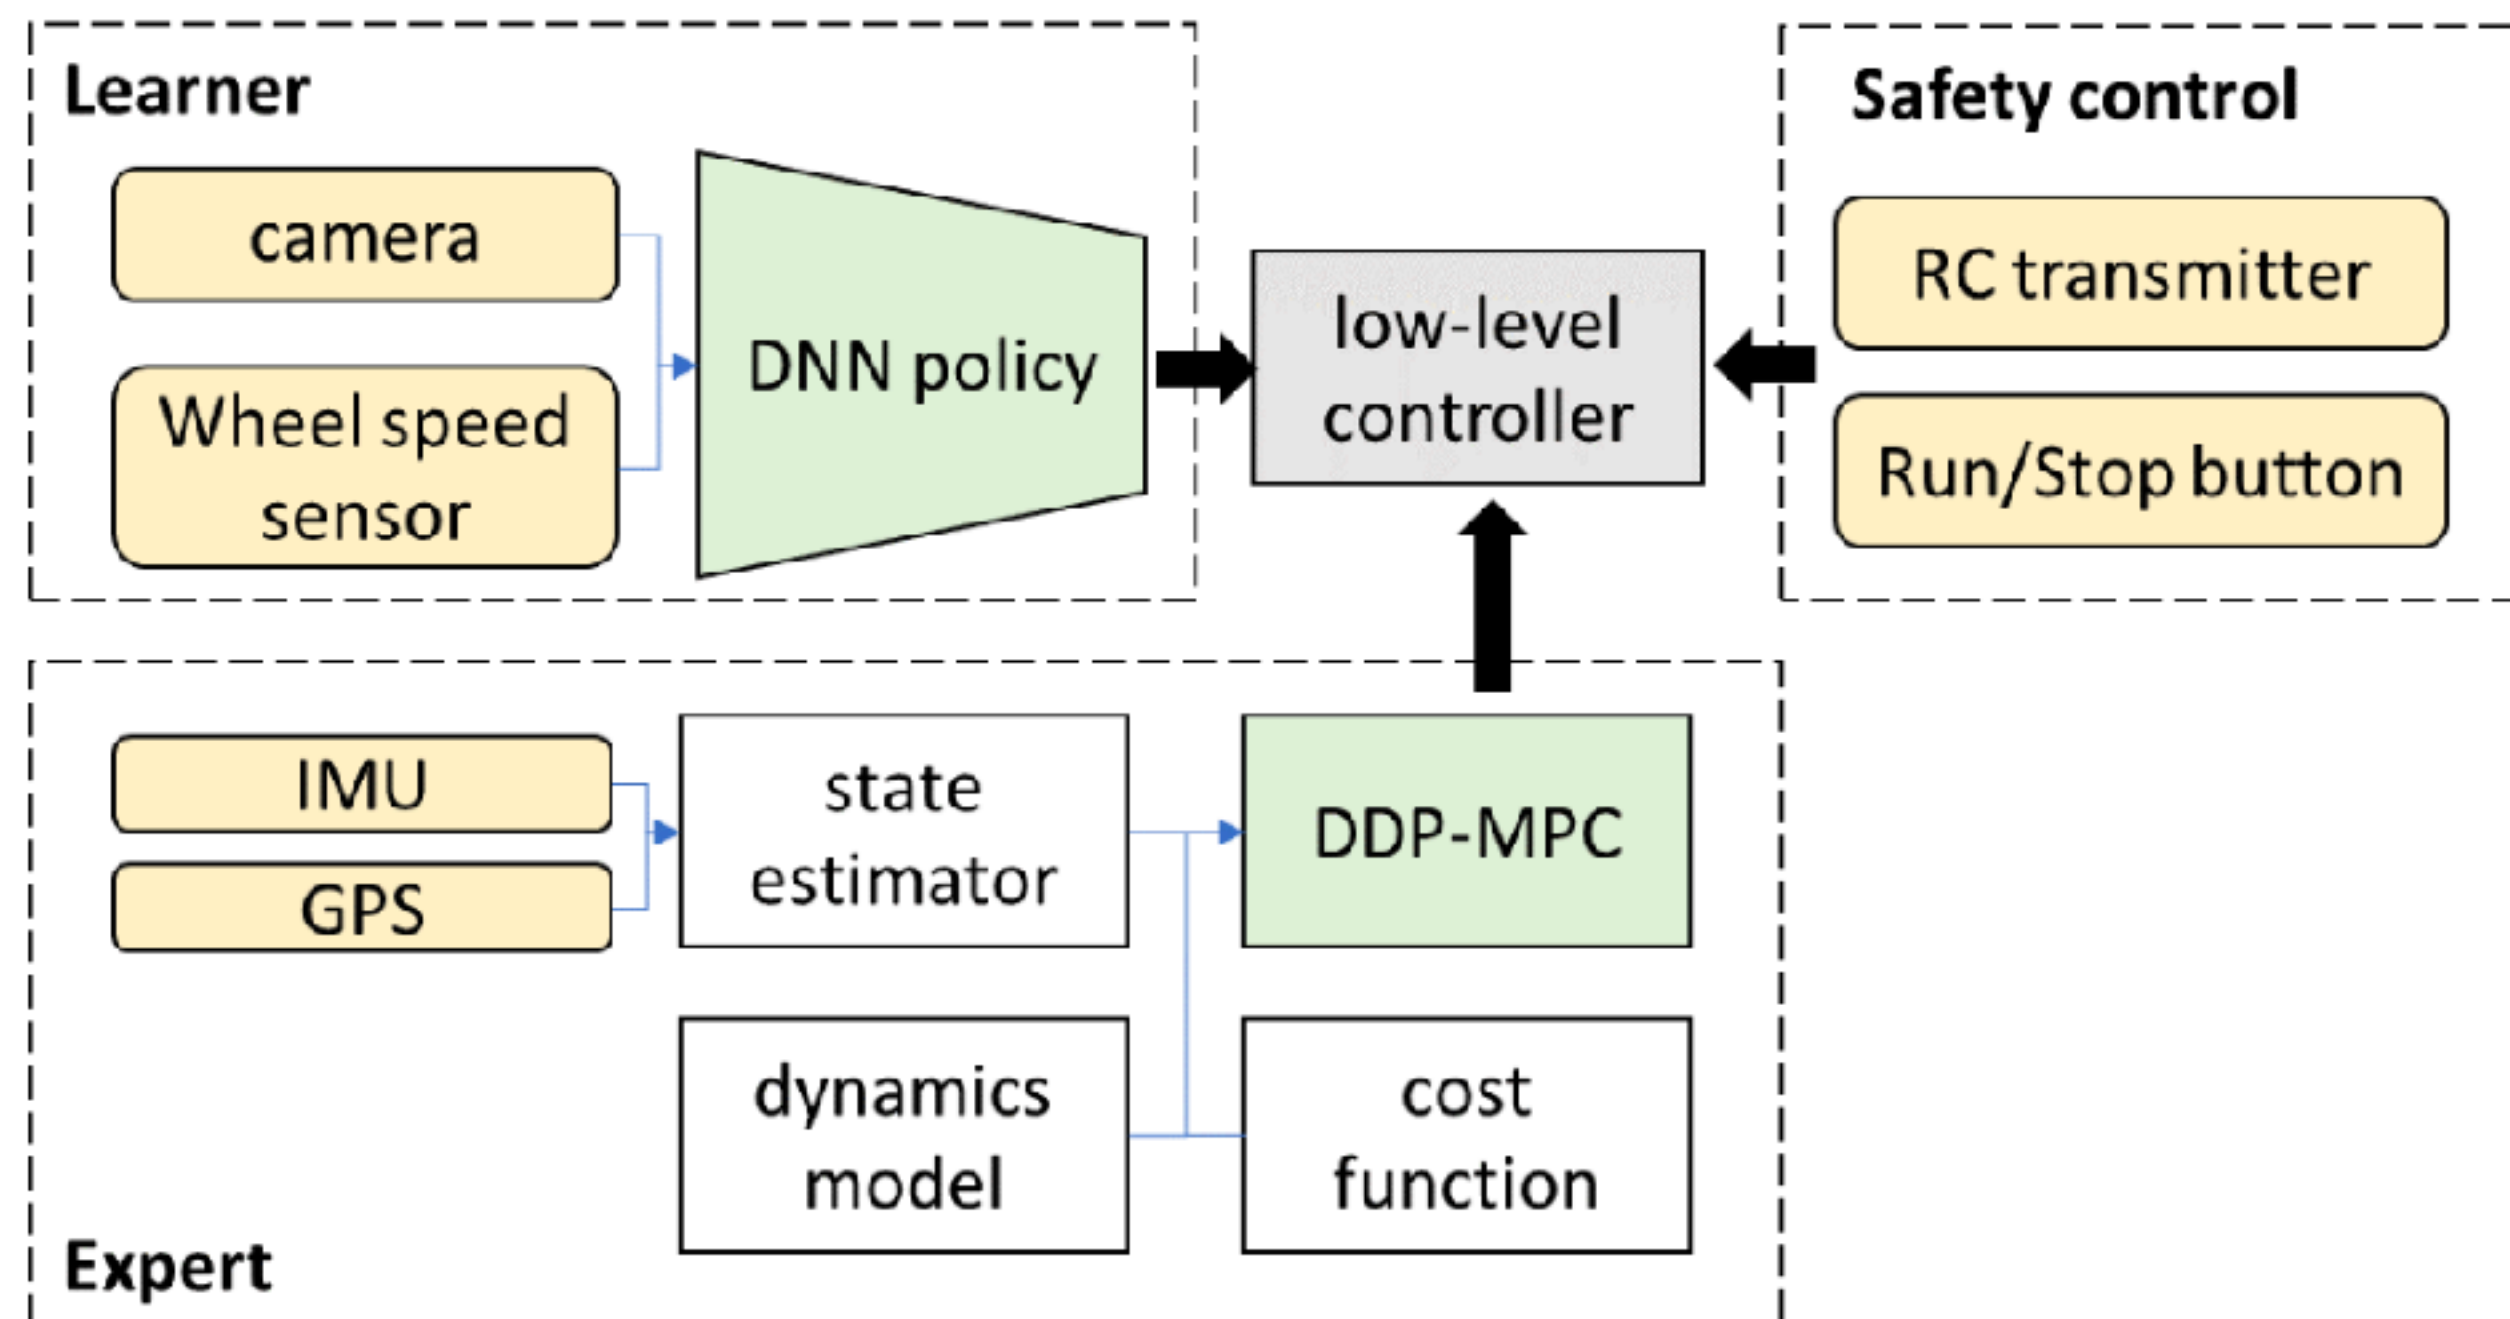 Learner
camera
Wheel speed
sensor
DNN policy
low-level
controller
Safety control
RC transmitter
Run/Stop button
IMU
GPS
state
estimator
DDP-MPC
dynamics
model
cost
function
Expert